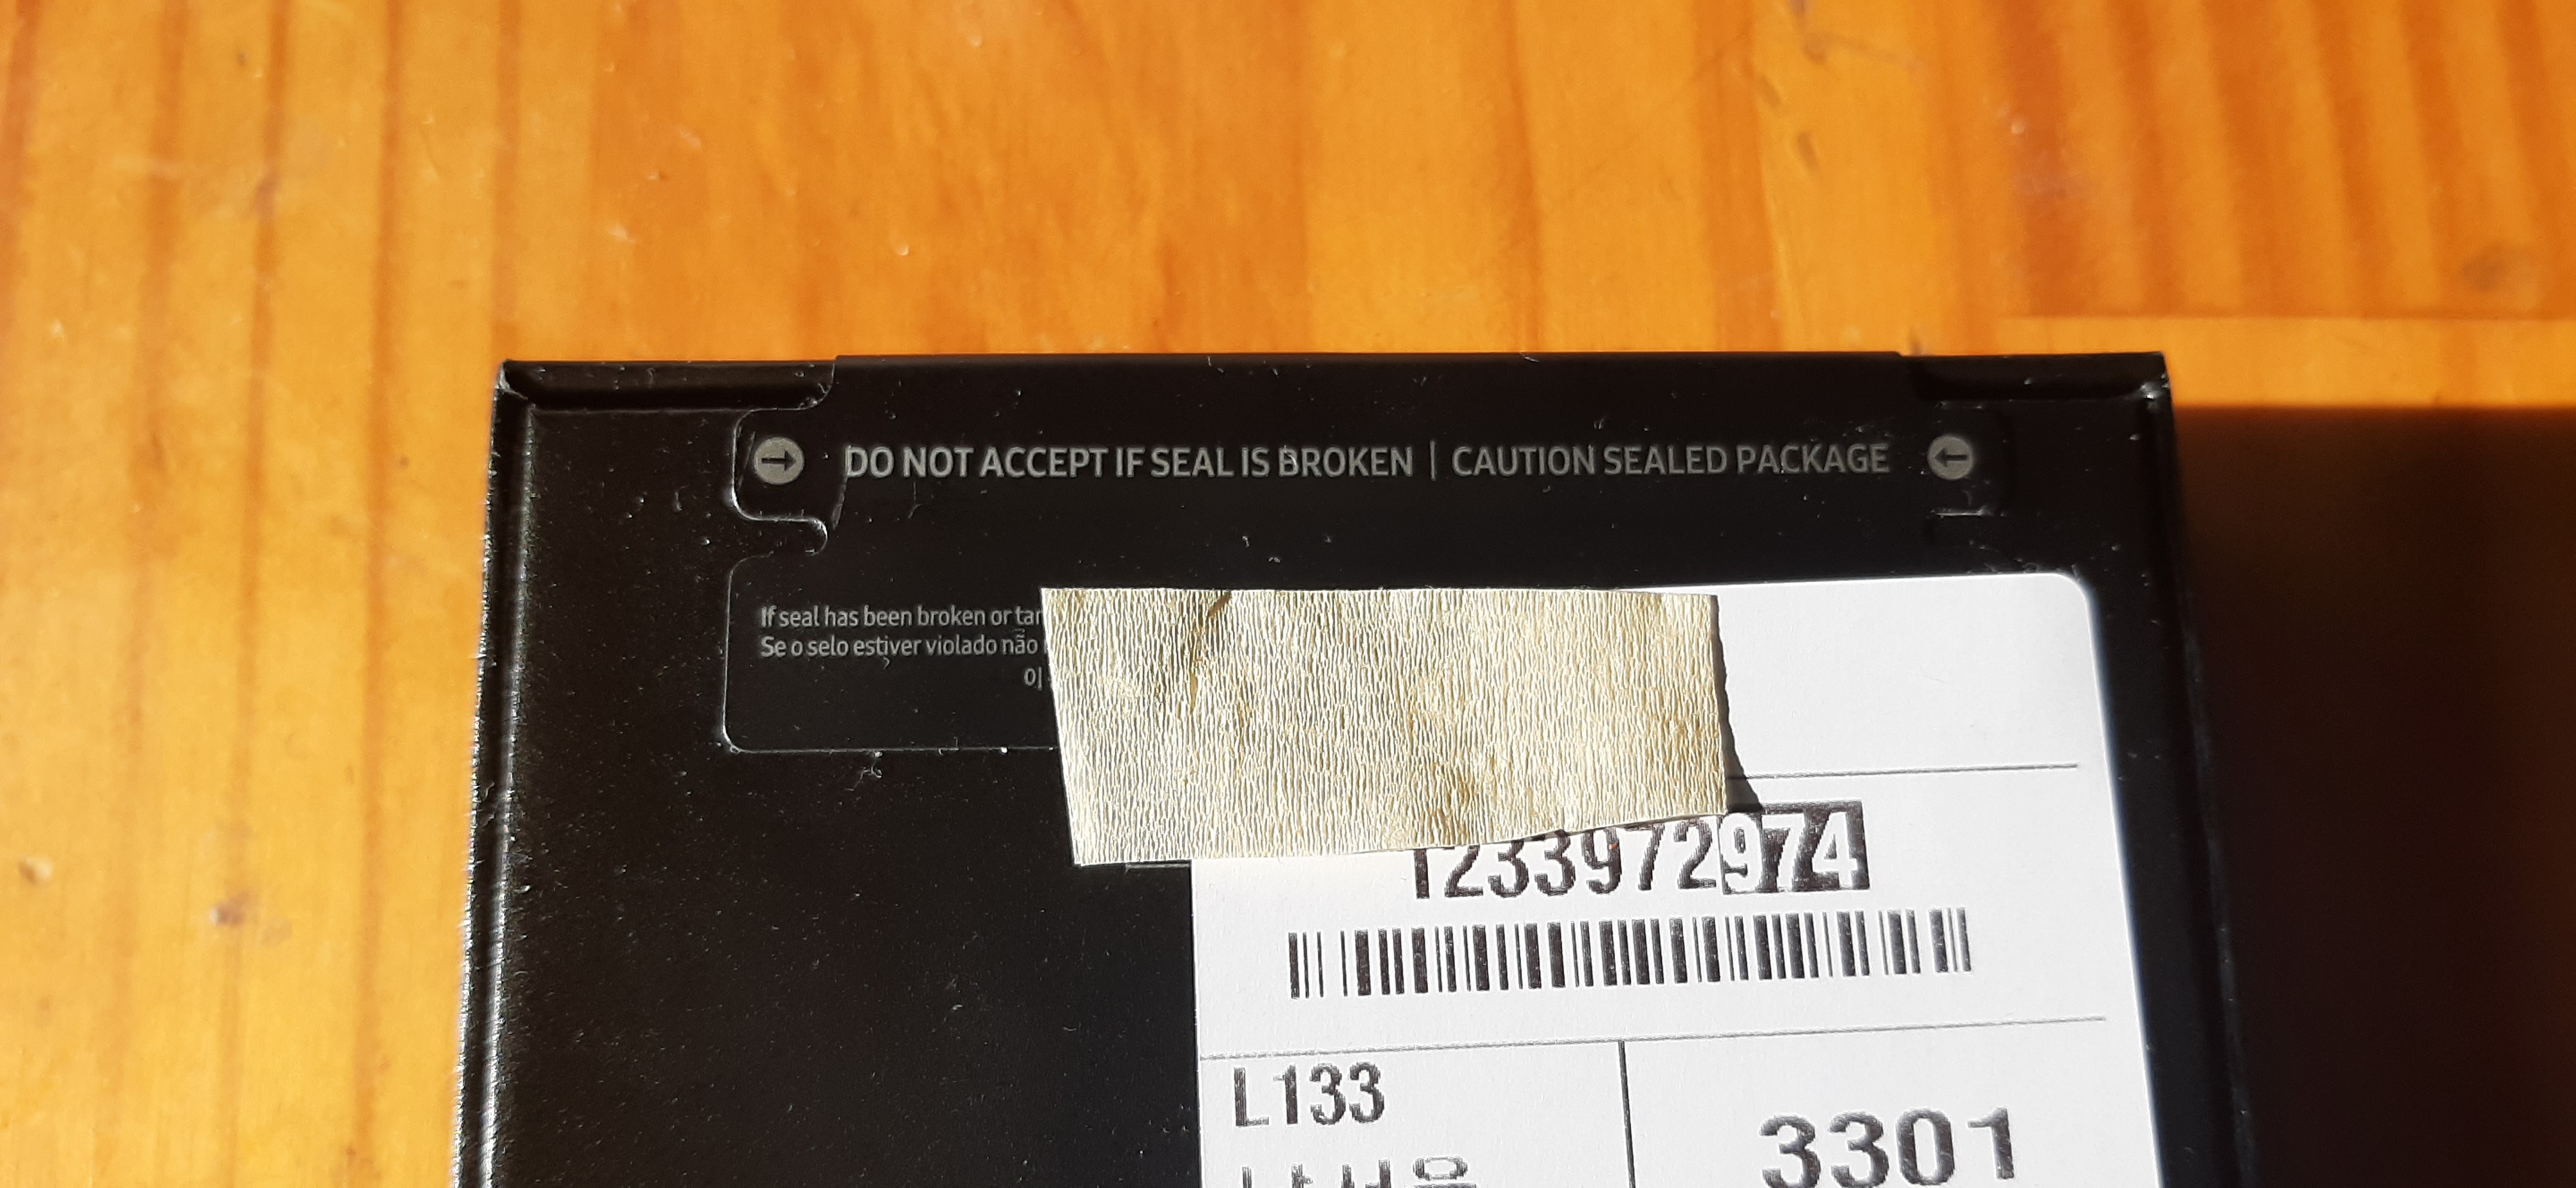 DO NOT ACCEPT IF SEAL IS BROKEN | CAUTION SEALED PACKAGE
If seal has been broken or
Se o selo estiver violado não
이
1233972974
L133
3301